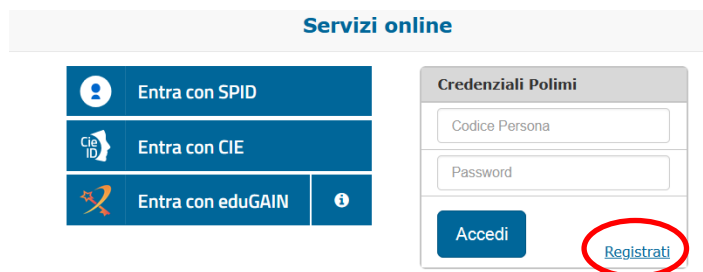 Servizi online
Entra con SPID
Cie
ID
Entra con CIE
Entra con eduGAIN
Credenziali Polimi
Codice Persona
Password
Accedi
Registrati